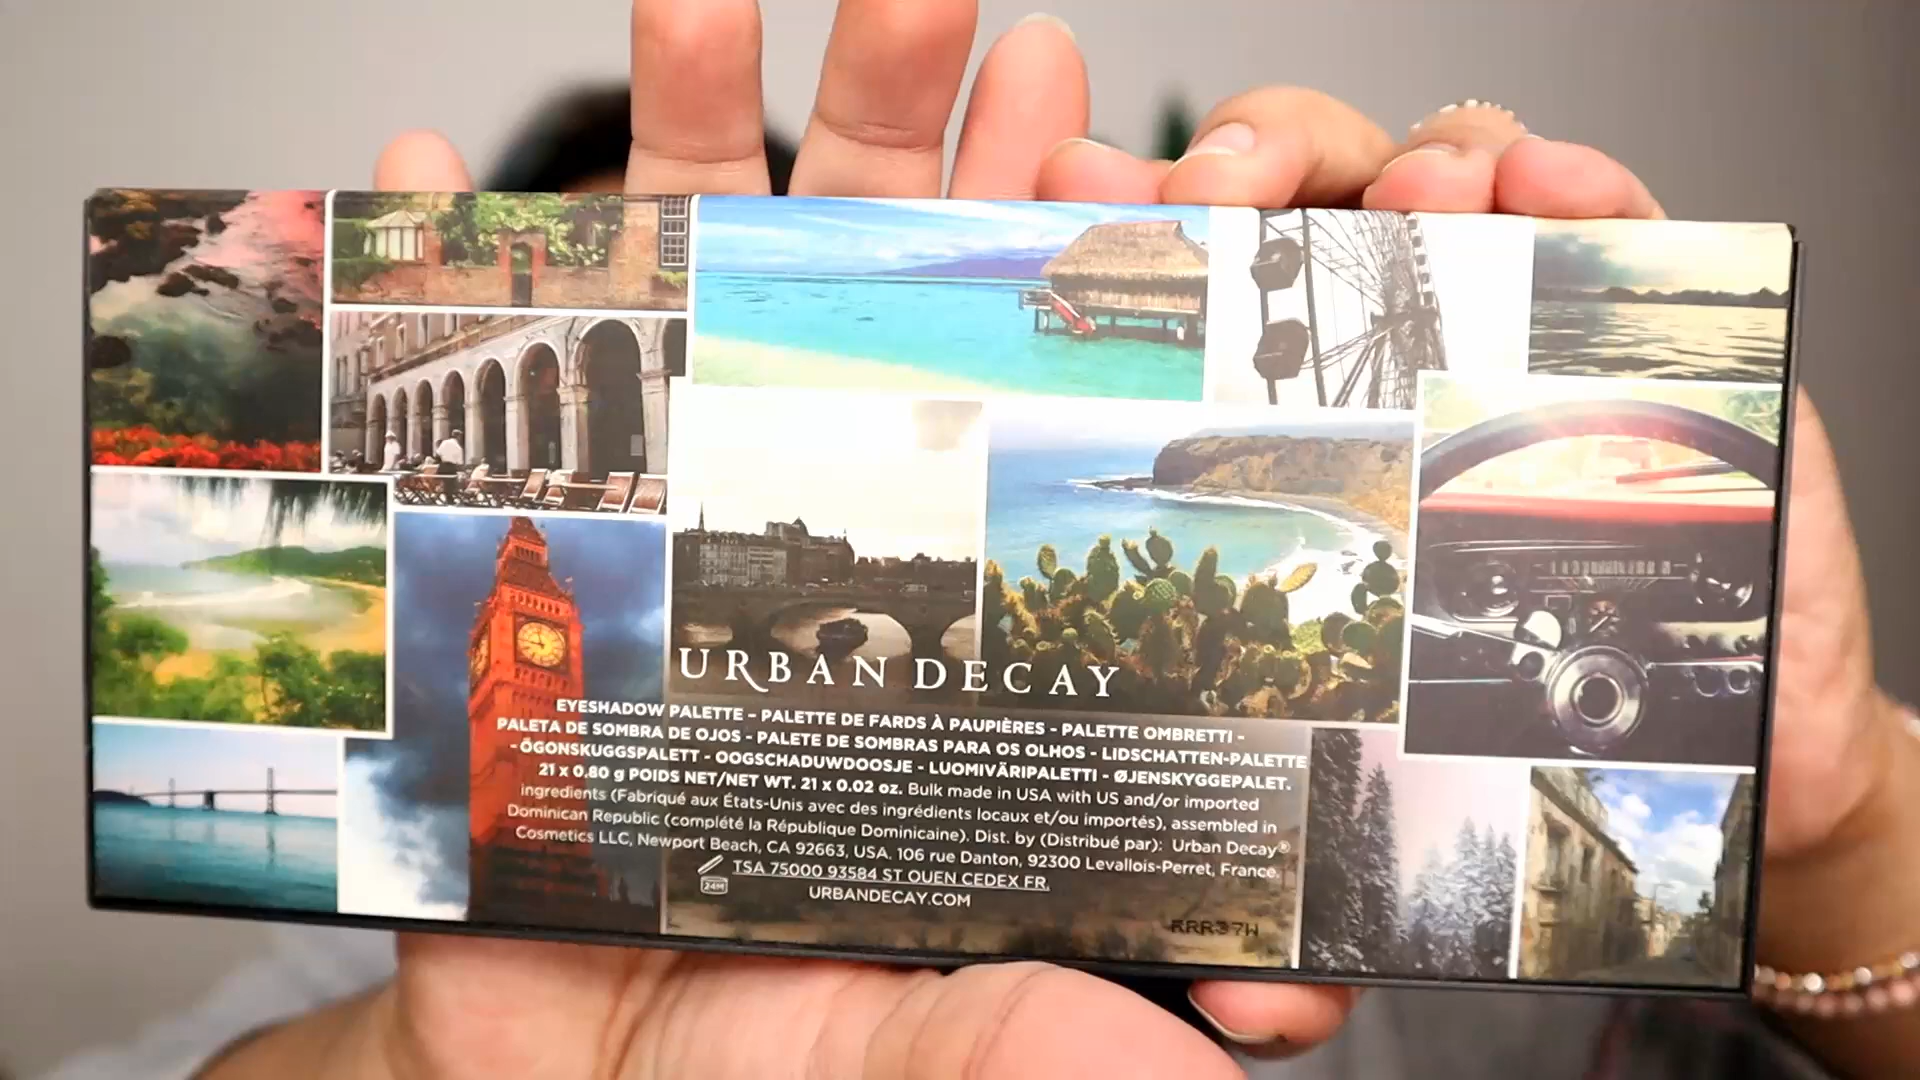 URBAN DECAY
EYESHADOW PALETTE – PALETTE DE FARDS À PAUPIÈRES - PALETTE OMBRETTI -
PALETA DE SOMBRA DE OJOS - PALETE DE SOMBRAS PARA OS OLHOS - LIDSCHATTEN-PALETTE
- ÖGONSKUGGSPALETT - OOGSCHADUWDOOSJE - LUOMIVÄRIPALETTI - ØJENSKYGGEPALET.
21 x 0.80 g POIDS NET/NET WT. 21 x 0.02 oz. Bulk made in USA with US and/or imported
ingredients (Fabriqué aux États-Unis avec des ingrédients locaux et/ou importés), assembled in
Dominican Republic (complété la République Dominicaine). Dist. by (Distribué par): Urban Decay®
Cosmetics LLC, Newport Beach, CA 92663, USA. 106 rue Danton, 92300 Levallois-Perret, France.
TSA 75000 93584 ST OUEN CEDEX FR.
24M
URBANDECAY.COM
RRR37W